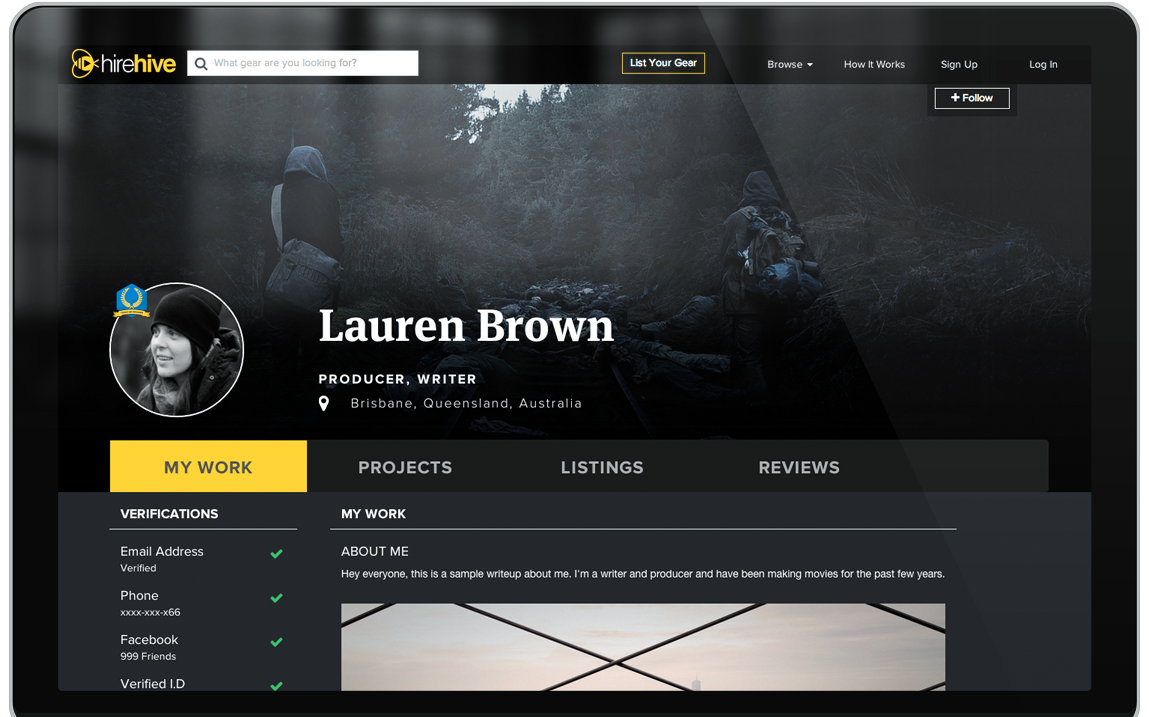 hirehive
What gear are you looking for?
List Your Gear
Browse
How It Works
Sign Up
Log In
+ Follow
Lauren Brown
PRODUCER, WRITER
Brisbane, Queensland, Australia
MY WORK
PROJECTS
LISTINGS
REVIEWS
VERIFICATIONS
Email Address
Verified
Phone
xxxx-xxx-x66
Facebook
999 Friends
Verified I.D
MY WORK
ABOUT ME
Hey everyone, this is a sample writeup about me. I'm a writer and producer and have been making movies for the past few years.